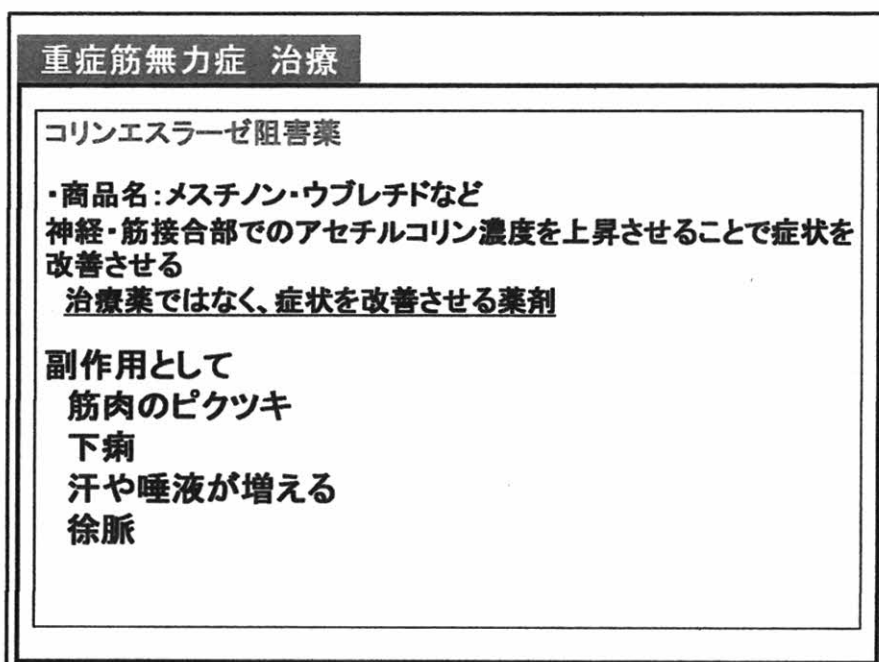 重症筋無力症 治療
コリンエスラーゼ阻害薬
・商品名：メスチノン・ウブレチドなど
神経・筋接合部でのアセチルコリン濃度を上昇させることで症状を
改善させる
治療薬ではなく、症状を改善させる薬剤
副作用として
筋肉のピクツキ
下痢
汗や唾液が増える
徐脈